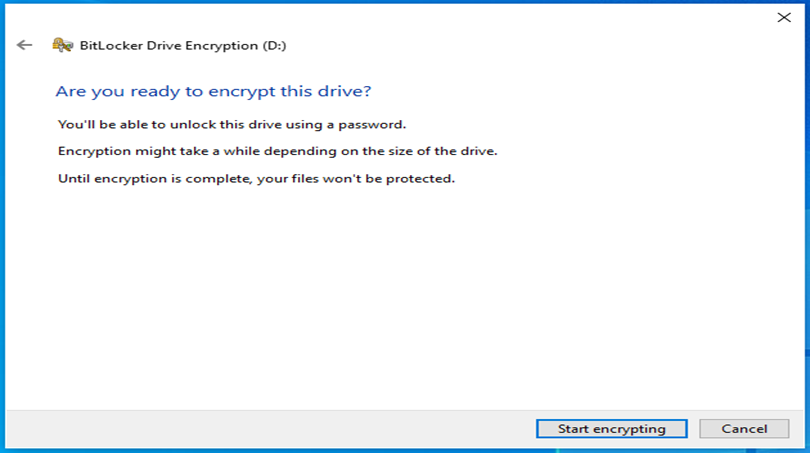 BitLocker Drive Encryption (D:)
Are you ready to encrypt this drive?
You'll be able to unlock this drive using a password.
Encryption might take a while depending on the size of the drive.
Until encryption is complete, your files won't be protected.
Start encrypting
Cancel